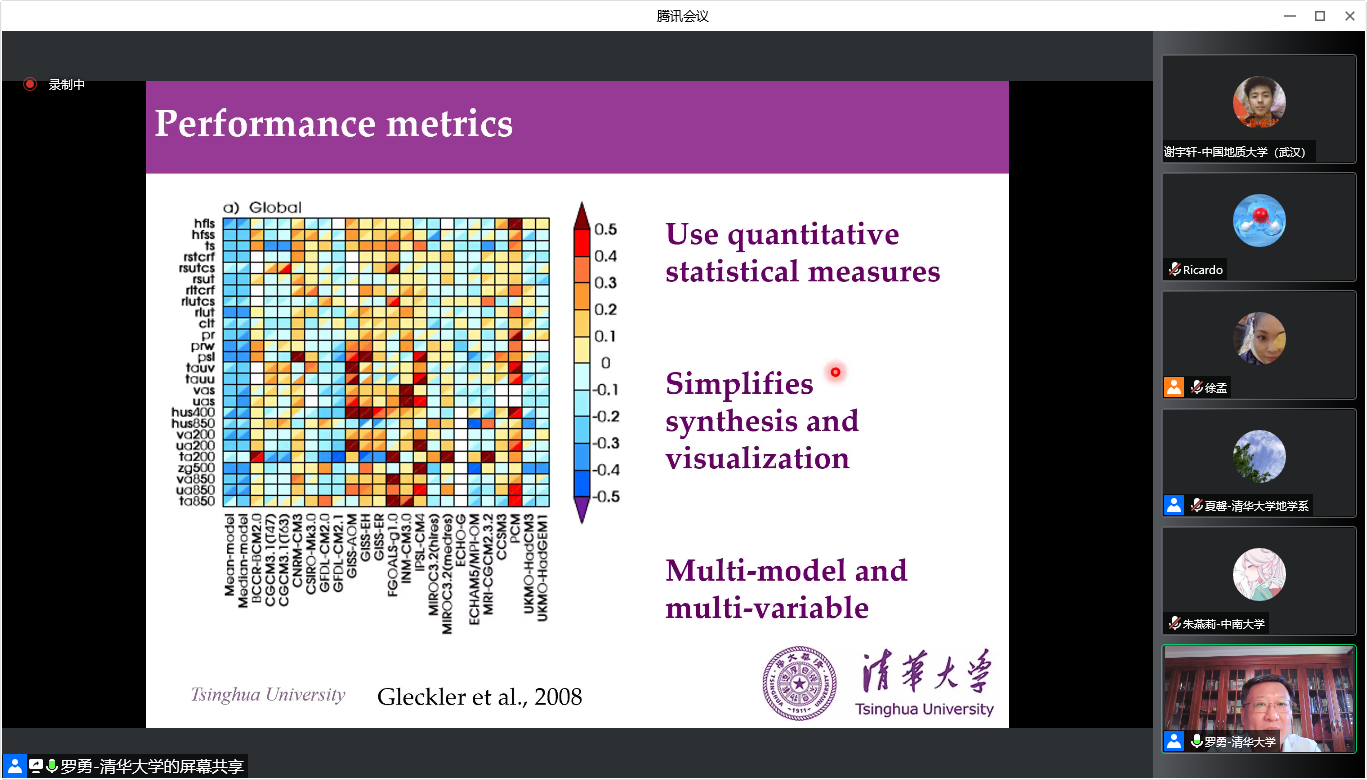 腾讯会议
录制中
Performance metrics
a) Global
hfls
hfss
ts
rstcrf
rsutcs
rsut
rltcrf
rlutcs
rlut
clt
pr
prw
psl
tauv
tauu
vas
uas
hus400
hus850
va200
ua200
ta200
zg500
va850
ua850
ta850
Mean-model
Median-model
BCCR-BCM2.0
CGCM3.1(T47)
CGCM3.1(T63)
CNRM-CM3
CSIRO-Mk3.0
GFDL-CM2.0
GFDL-CM2.1
GISS-AOM
GISS-EH
GISS-ER
FGOALS-g1.0
INM-CM3.0
IPSL-CM4
MIROC3.2(hires)
MIROC3.2(medres)
ECHO-G
ECHAM5/MPI-OM
MRI-CGCM2.3.2
CCSM3
PCM
UKMO-HadCM3
UKMO-HadGEM1
0.5
0.4
0.3
0.2
0.1
0
-0.1
-0.2
-0.3
-0.4
-0.5
Use quantitative
statistical measures
Simplifies
synthesis and
visualization
Multi-model and
multi-variable
Tsinghua University
Gleckler et al., 2008
TSINGHUA UNIVERSITY
-1911-
清華大学
Tsinghua University
谢宇轩-中国地质大学（武汉）
Ricardo
徐孟
夏馨-清华大学地学系
朱燕莉-中南大学
罗勇-清华大学
罗勇-清华大学的屏幕共享